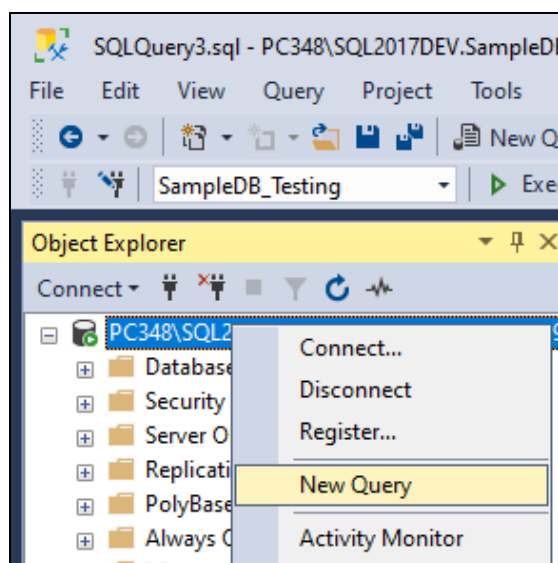 SQLQuery3.sql - PC348\SQL2017DEV.SampleDB
File Edit View Query Project Tools
New Q
SampleDB_Testing Exe
Object Explorer
Connect
PC348\SQL2
Connect...
Database
Disconnect
Security
Server O
Register...
Replicati
New Query
PolyBase
Always O
Activity Monitor